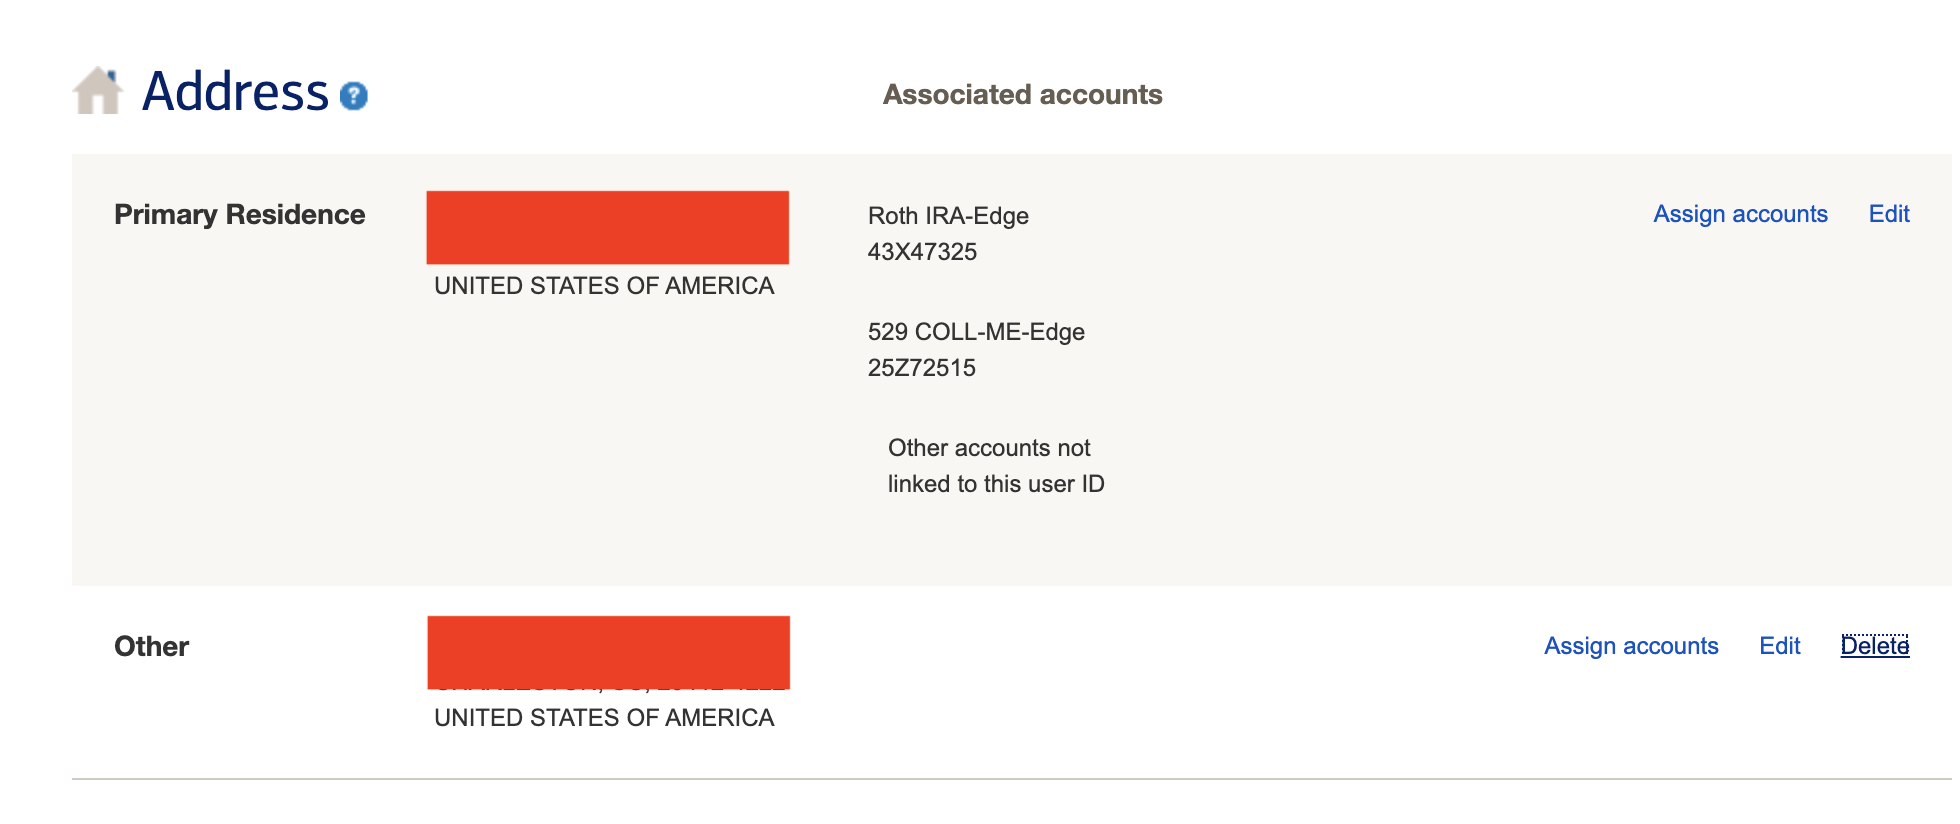 Address ?
Associated accounts
Primary Residence
UNITED STATES OF AMERICA
Roth IRA-Edge
43X47325
529 COLL-ME-Edge
25Z72515
Other accounts not
linked to this user ID
Assign accounts Edit
Other
UNITED STATES OF AMERICA
Assign accounts Edit Delete